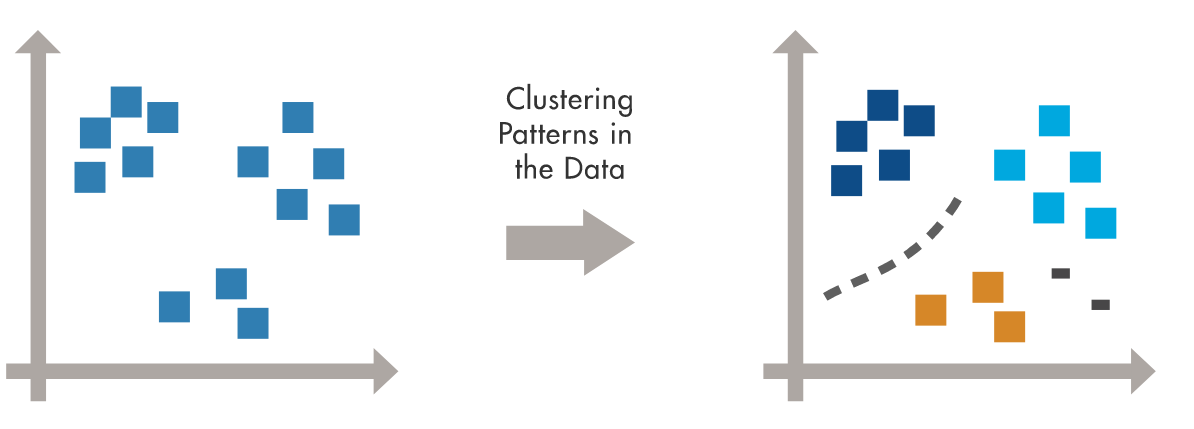 Clustering
Patterns in
the Data